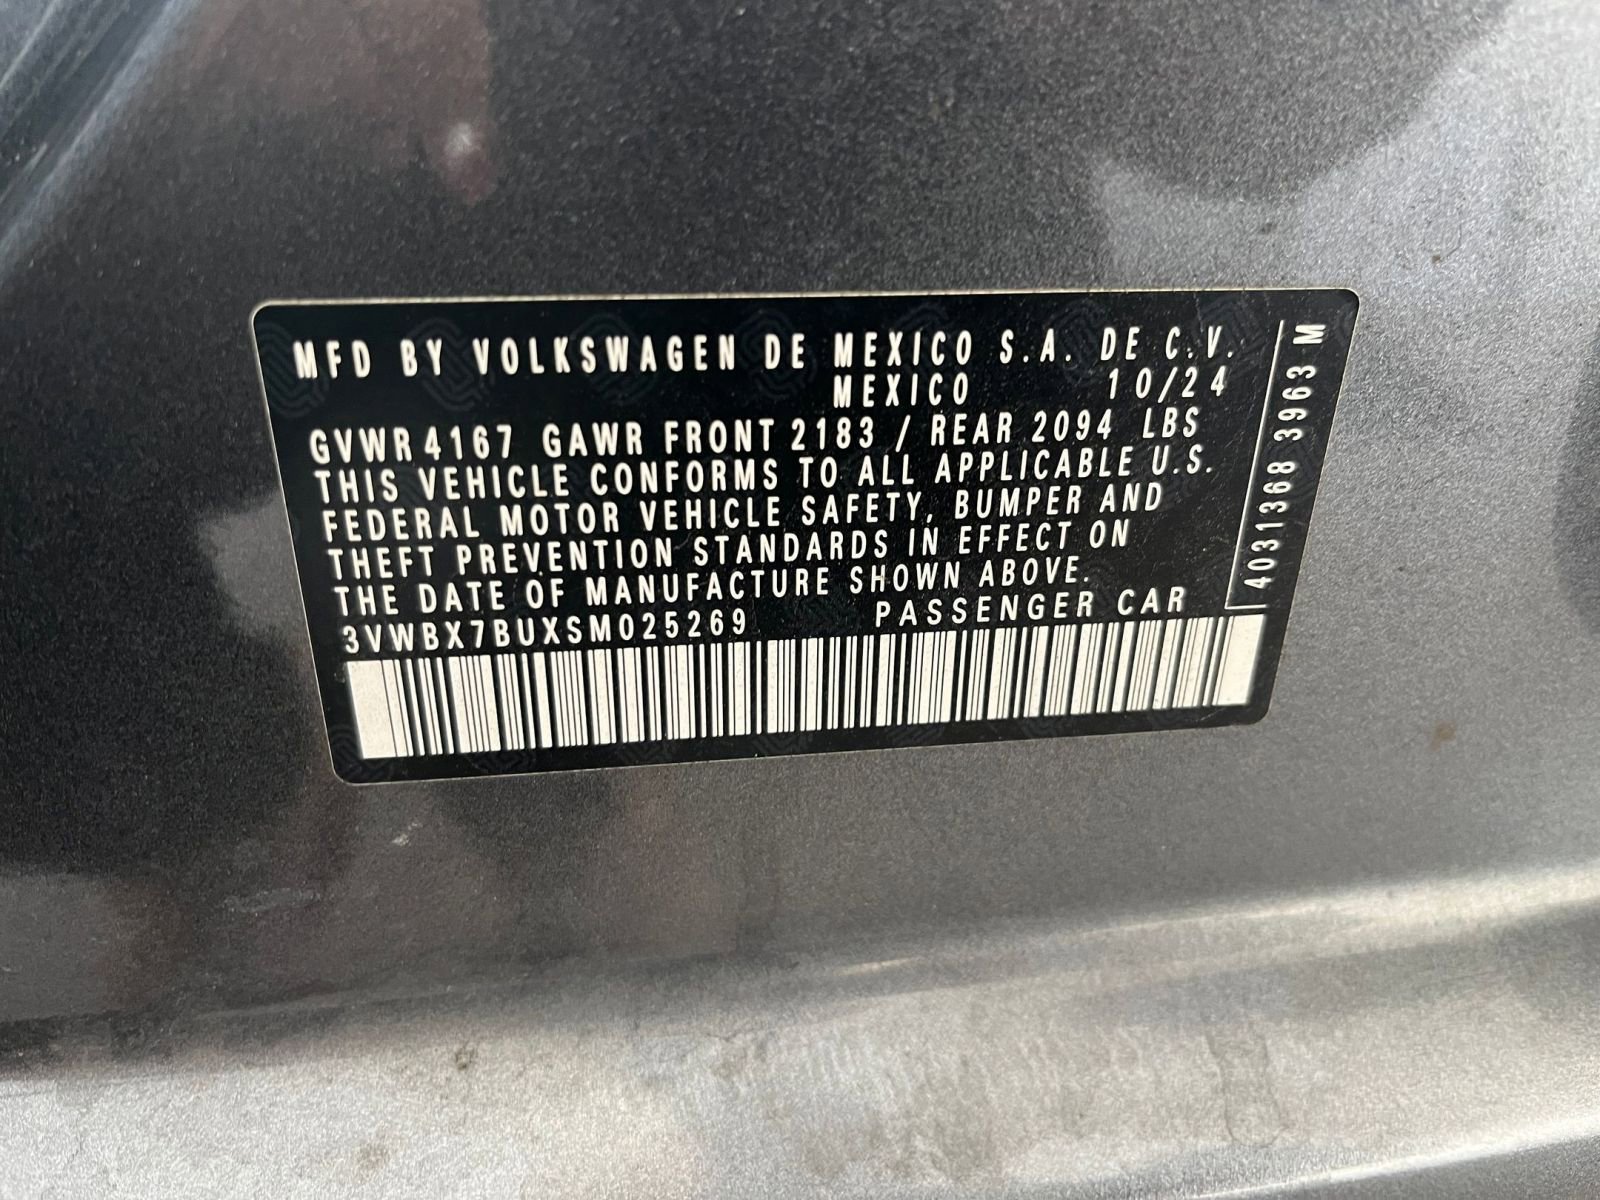 MFD BY VOLKSWAGEN DE MEXICO S.A. DE C.V.
MEXICO 10/24
GVWR 4167 GAWR FRONT 2183 / REAR 2094 LBS
THIS VEHICLE CONFORMS TO ALL APPLICABLE U.S.
FEDERAL MOTOR VEHICLE SAFETY, BUMPER AND
THEFT PREVENTION STANDARDS IN EFFECT ON
THE DATE OF MANUFACTURE SHOWN ABOVE.
3VWBX7BUXSM025269 PASSENGER CAR
4031368 3963 M